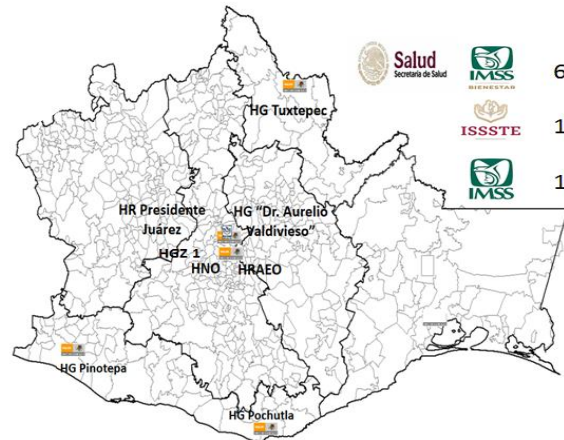 Salud
Secretaría de Salud
IMSS
BIENESTAR
6
ISSSTE
1
IMSS
1
HG Tuxtepec
HR Presidente
Juárez
HG "Dr. Aurelio
Valdivieso"
HGZ 1
HNO
HRAEO
HG Pinotepa
HG Pochutla